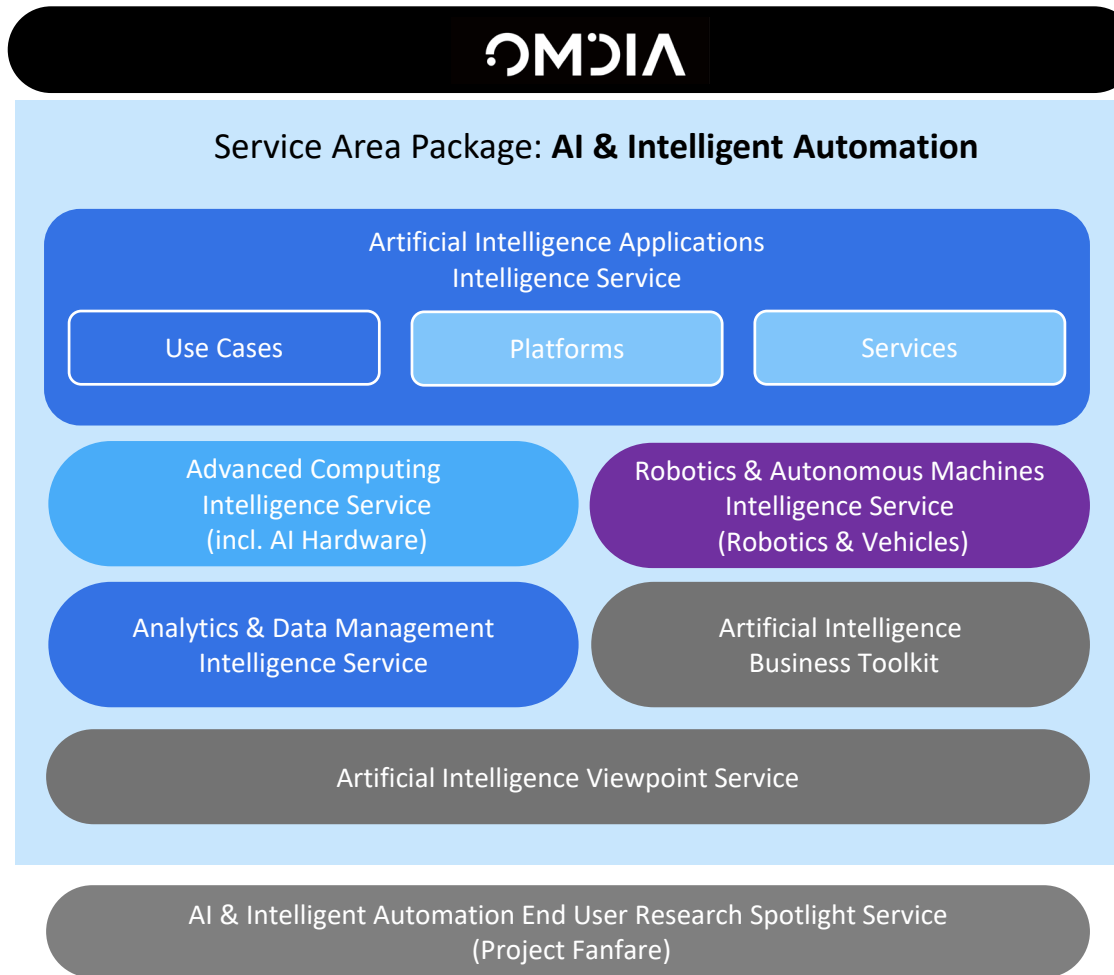 OMDIA
Service Area Package: AI & Intelligent Automation
Artificial Intelligence Applications
Intelligence Service
Use Cases
Platforms
Services
Advanced Computing
Intelligence Service
(incl. AI Hardware)
Robotics & Autonomous Machines
Intelligence Service
(Robotics & Vehicles)
Analytics & Data Management
Intelligence Service
Artificial Intelligence
Business Toolkit
Artificial Intelligence Viewpoint Service
AI & Intelligent Automation End User Research Spotlight Service
(Project Fanfare)